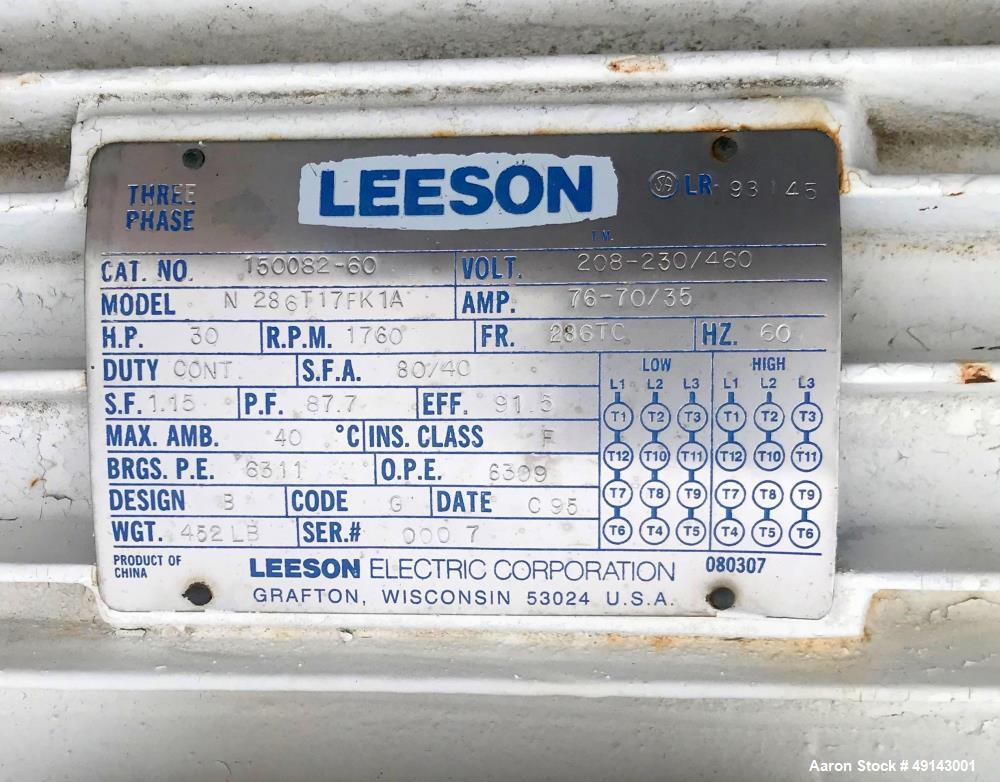 THREE PHASE
LEESON
T.M.
LR 93145
CAT. NO. 150082-60 VOLT. 208-230/460
MODEL N 286T17FK1A AMP. 76-70/35
H.P. 30 R.P.M. 1760 FR. 286TC HZ. 60
DUTY CONT. S.F.A. 80/40
S.F. 1.15 P.F. 87.7 EFF. 91.5
MAX. AMB. 40 °C INS. CLASS F
BRGS. P.E. 6311 O.P.E. 6309
DESIGN B CODE G DATE C 95
WGT. 452 LB SER.# 000 7
LOW HIGH
L1 L2 L3 L1 L2 L3
T1 T2 T3 T1 T2 T3
T12 T10 T11 T12 T10 T11
T7 T8 T9 T7 T8 T9
T6 T4 T5 T4 T5 T6
PRODUCT OF CHINA
LEESON ELECTRIC CORPORATION 080307
GRAFTON, WISCONSIN 53024 U.S.A.
Aaron Stock # 49143001